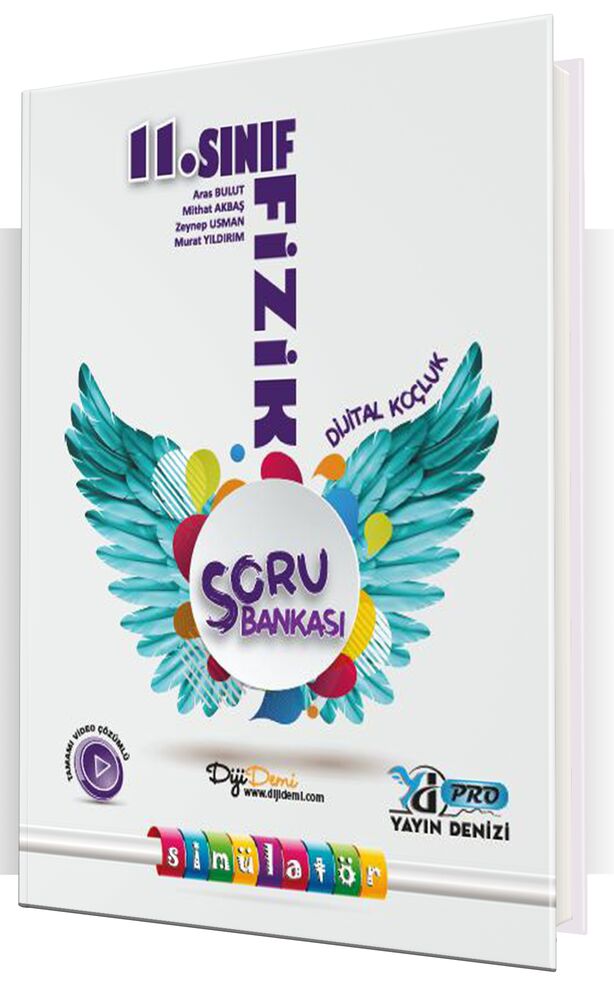 11.SINIF
FİZİK
Aras BULUT
Mithat AKBAŞ
Zeynep USMAN
Murat YILDIRIM
DİJİTAL KOÇLUK
SORU
BANKASI
TAMAMI VİDEO ÇÖZÜMLÜ
DijiDemi
www.dijidemi.com
yd PRO
YAYIN DENİZİ
simülatör